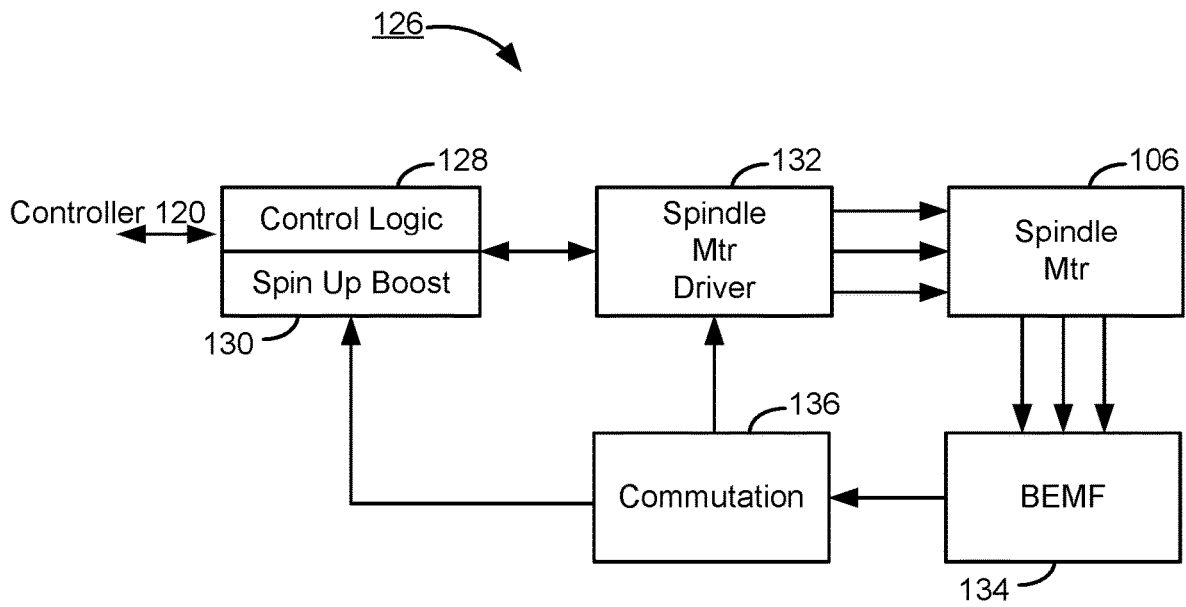 126
128
132
106
Controller 120
Control Logic
Spin Up Boost
Spindle
Mtr
Driver
Spindle
Mtr
130
136
Commutation
BEMF
134